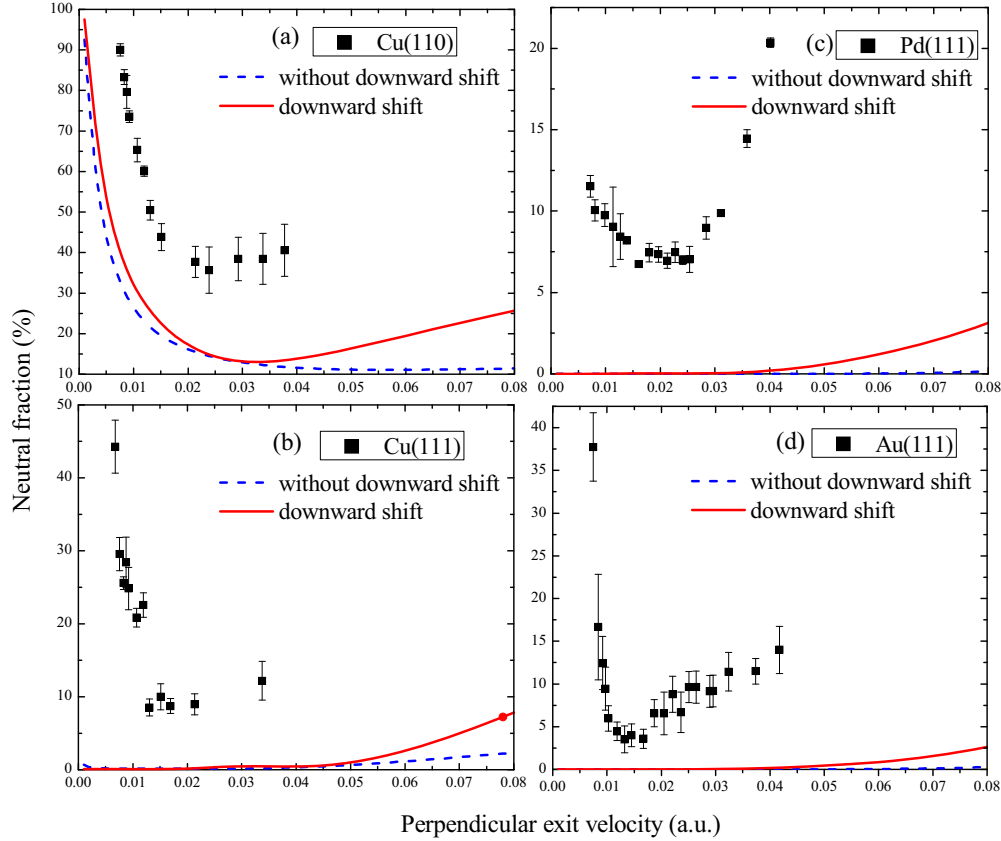 Neutral fraction (%)
100
90
80
70
60
50
40
30
20
10
(a) Cu(110)
without downward shift
downward shift
0.00 0.01 0.02 0.03 0.04 0.05 0.06 0.07 0.08
20
15
10
5
0
(c) Pd(111)
without downward shift
downward shift
0.00 0.01 0.02 0.03 0.04 0.05 0.06 0.07 0.08
50
40
30
20
10
0
(b) Cu(111)
without downward shift
downward shift
0.00 0.01 0.02 0.03 0.04 0.05 0.06 0.07 0.08
40
35
30
25
20
15
10
5
0
(d) Au(111)
without downward shift
downward shift
0.00 0.01 0.02 0.03 0.04 0.05 0.06 0.07 0.08
Perpendicular exit velocity (a.u.)